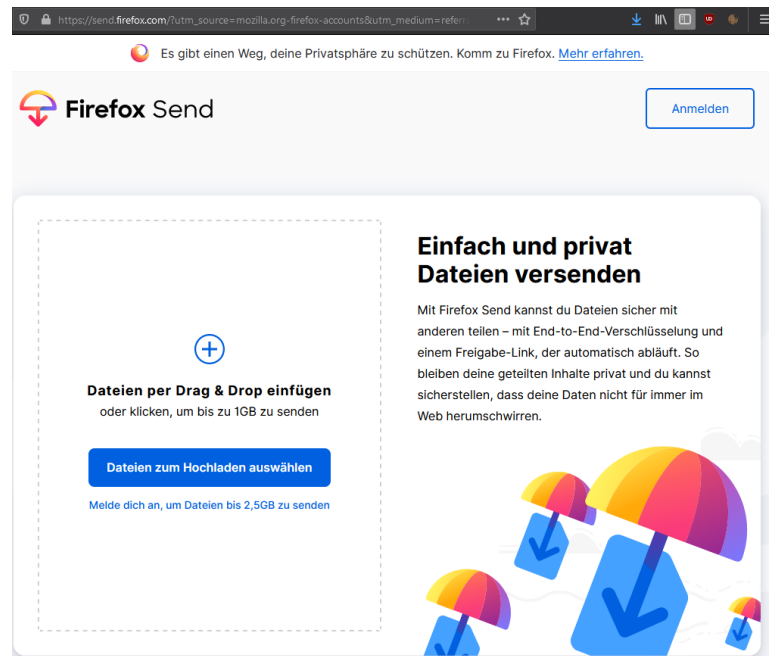 https://send.firefox.com/?utm_source=mozilla.org-firefox-accounts&utm_medium=referr
Es gibt einen Weg, deine Privatsphäre zu schützen. Komm zu Firefox. Mehr erfahren.
Firefox Send
Anmelden
Einfach und privat
Dateien versenden
Mit Firefox Send kannst du Dateien sicher mit
anderen teilen – mit End-to-End-Verschlüsselung und
einem Freigabe-Link, der automatisch abläuft. So
bleiben deine geteilten Inhalte privat und du kannst
sicherstellen, dass deine Daten nicht für immer im
Web herumschwirren.
Dateien per Drag & Drop einfügen
oder klicken, um bis zu 1GB zu senden
Dateien zum Hochladen auswählen
Melde dich an, um Dateien bis 2,5GB zu senden